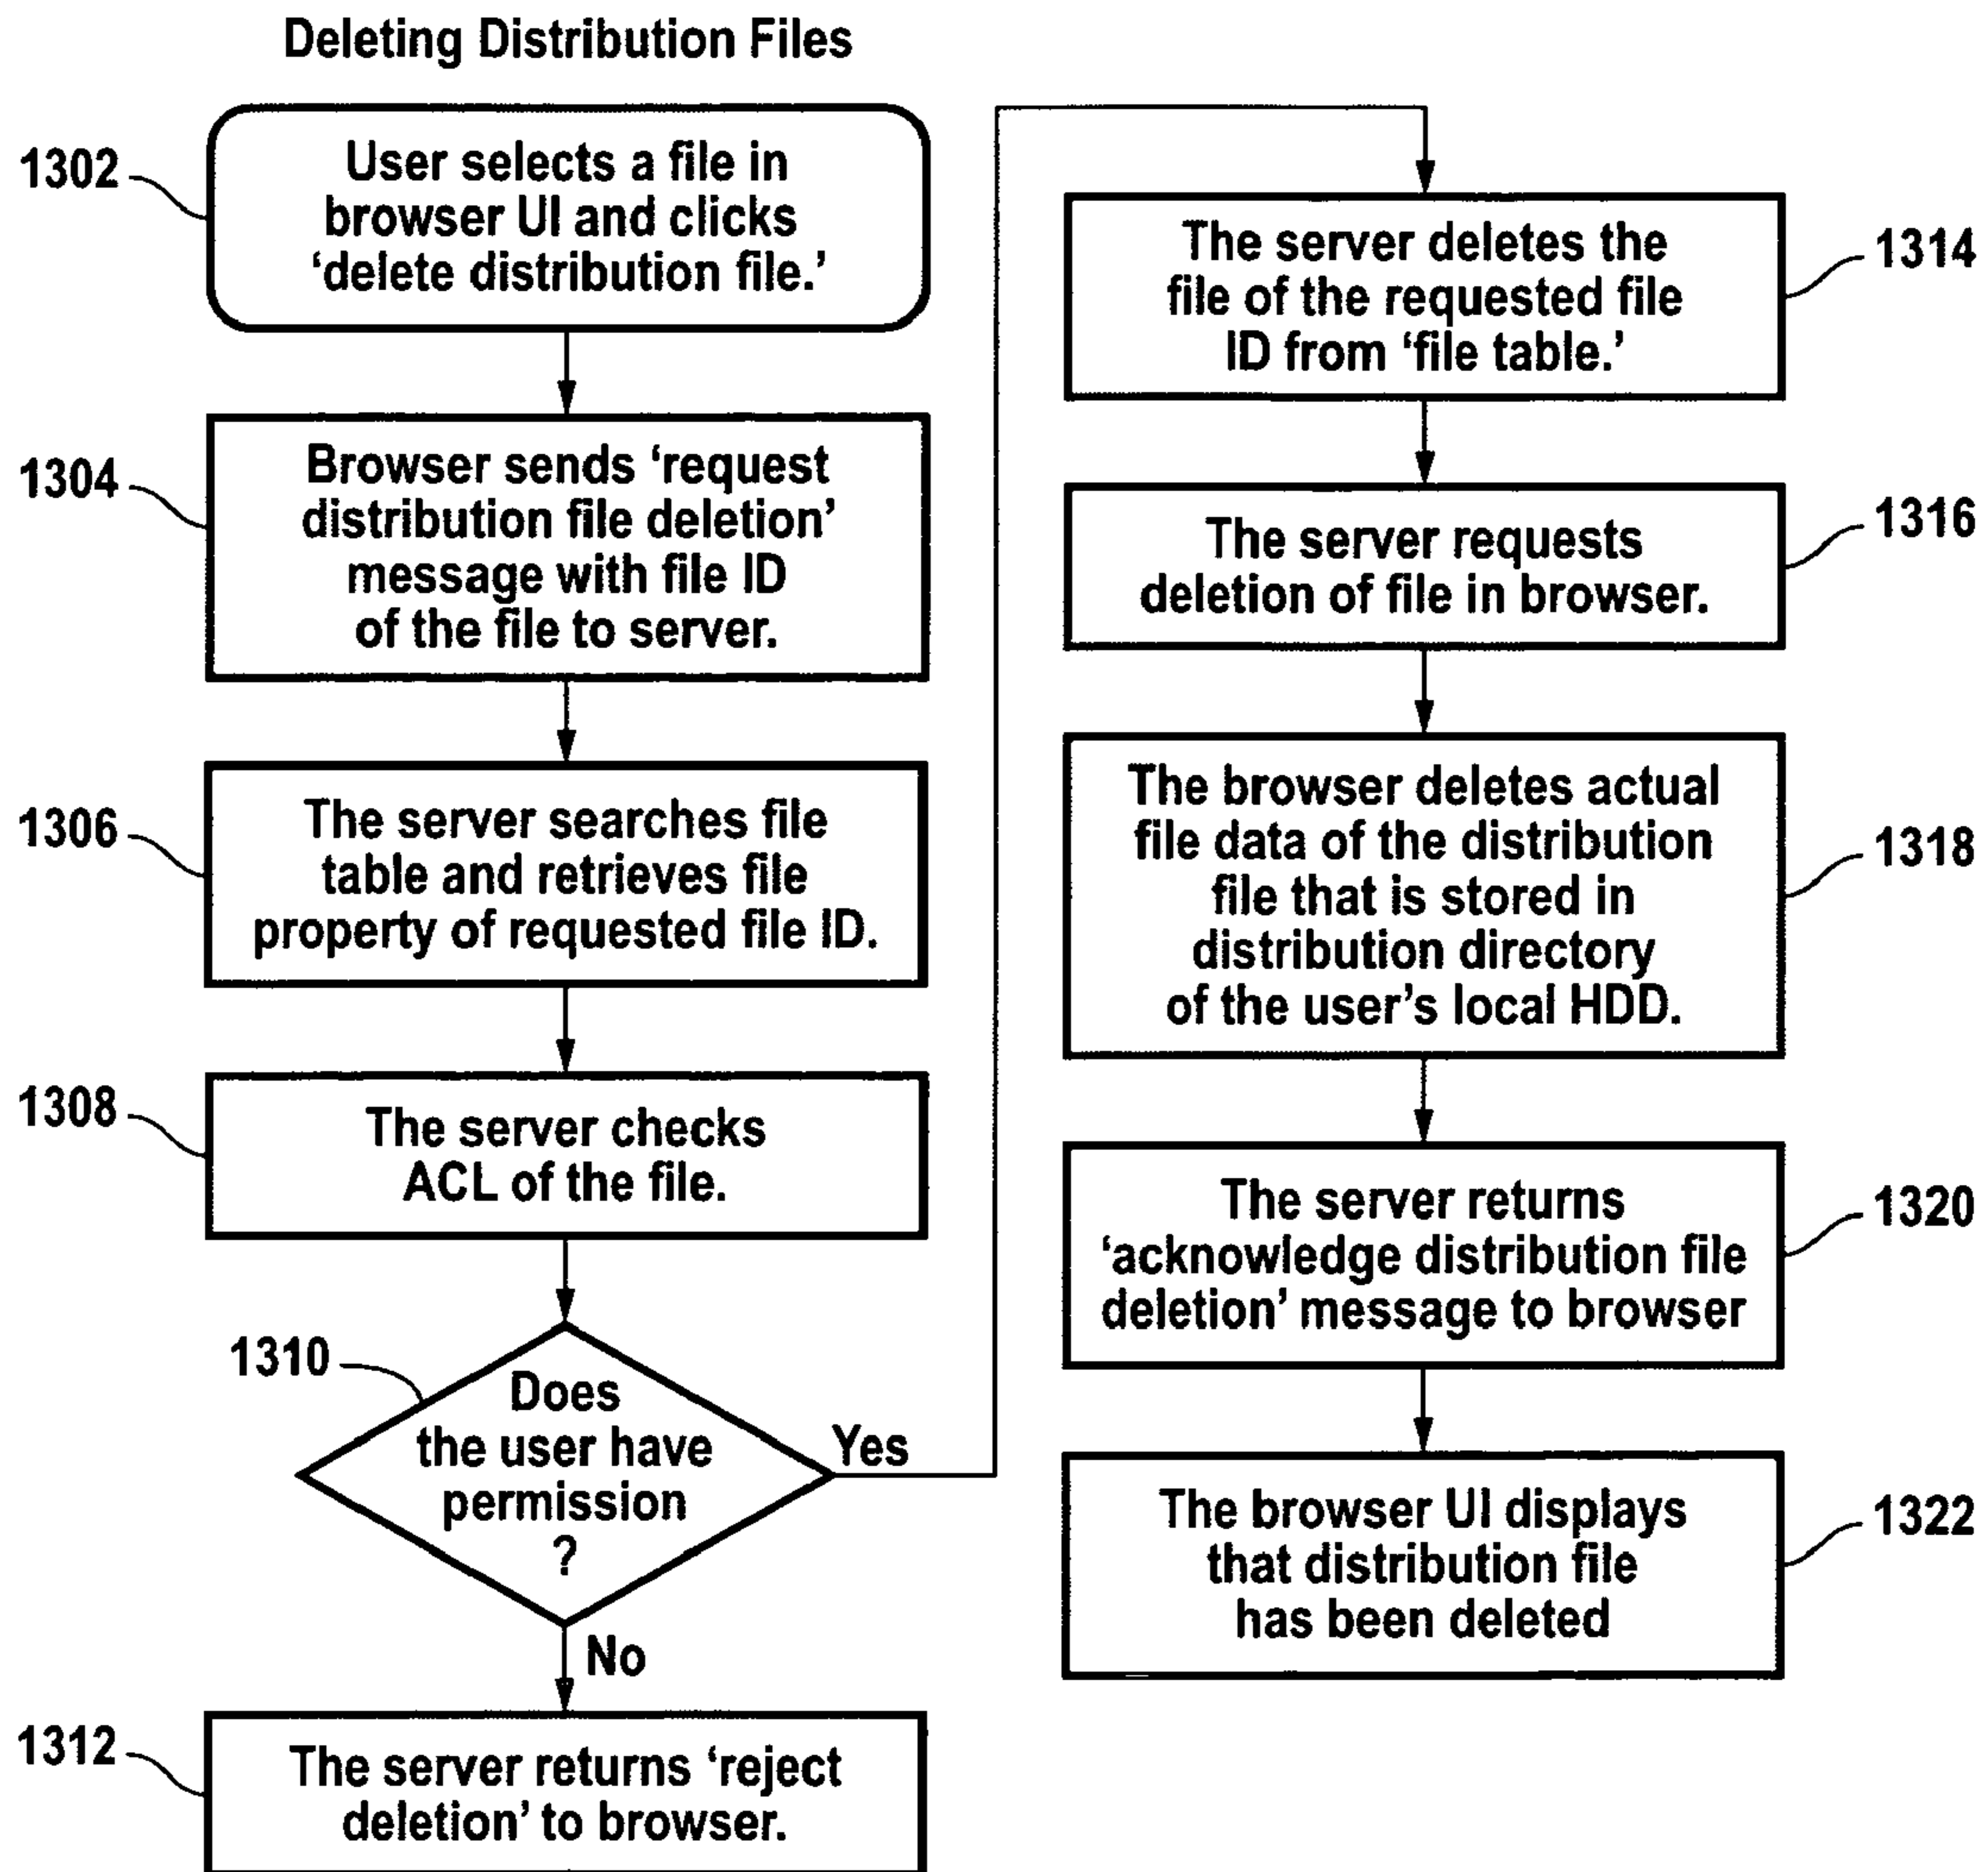 Deleting Distribution Files
1302
User selects a file in
browser UI and clicks
‘delete distribution file.’
1304
Browser sends ‘request
distribution file deletion’
message with file ID
of the file to server.
1306
The server searches file
table and retrieves file
property of requested file ID.
1308
The server checks
ACL of the file.
1310
Does
the user have
permission
?
Yes
No
1312
The server returns ‘reject
deletion’ to browser.
The server deletes the
file of the requested file
ID from ‘file table.’
1314
The server requests
deletion of file in browser.
1316
The browser deletes actual
file data of the distribution
file that is stored in
distribution directory
of the user’s local HDD.
1318
The server returns
‘acknowledge distribution file
deletion’ message to browser
1320
The browser UI displays
that distribution file
has been deleted
1322